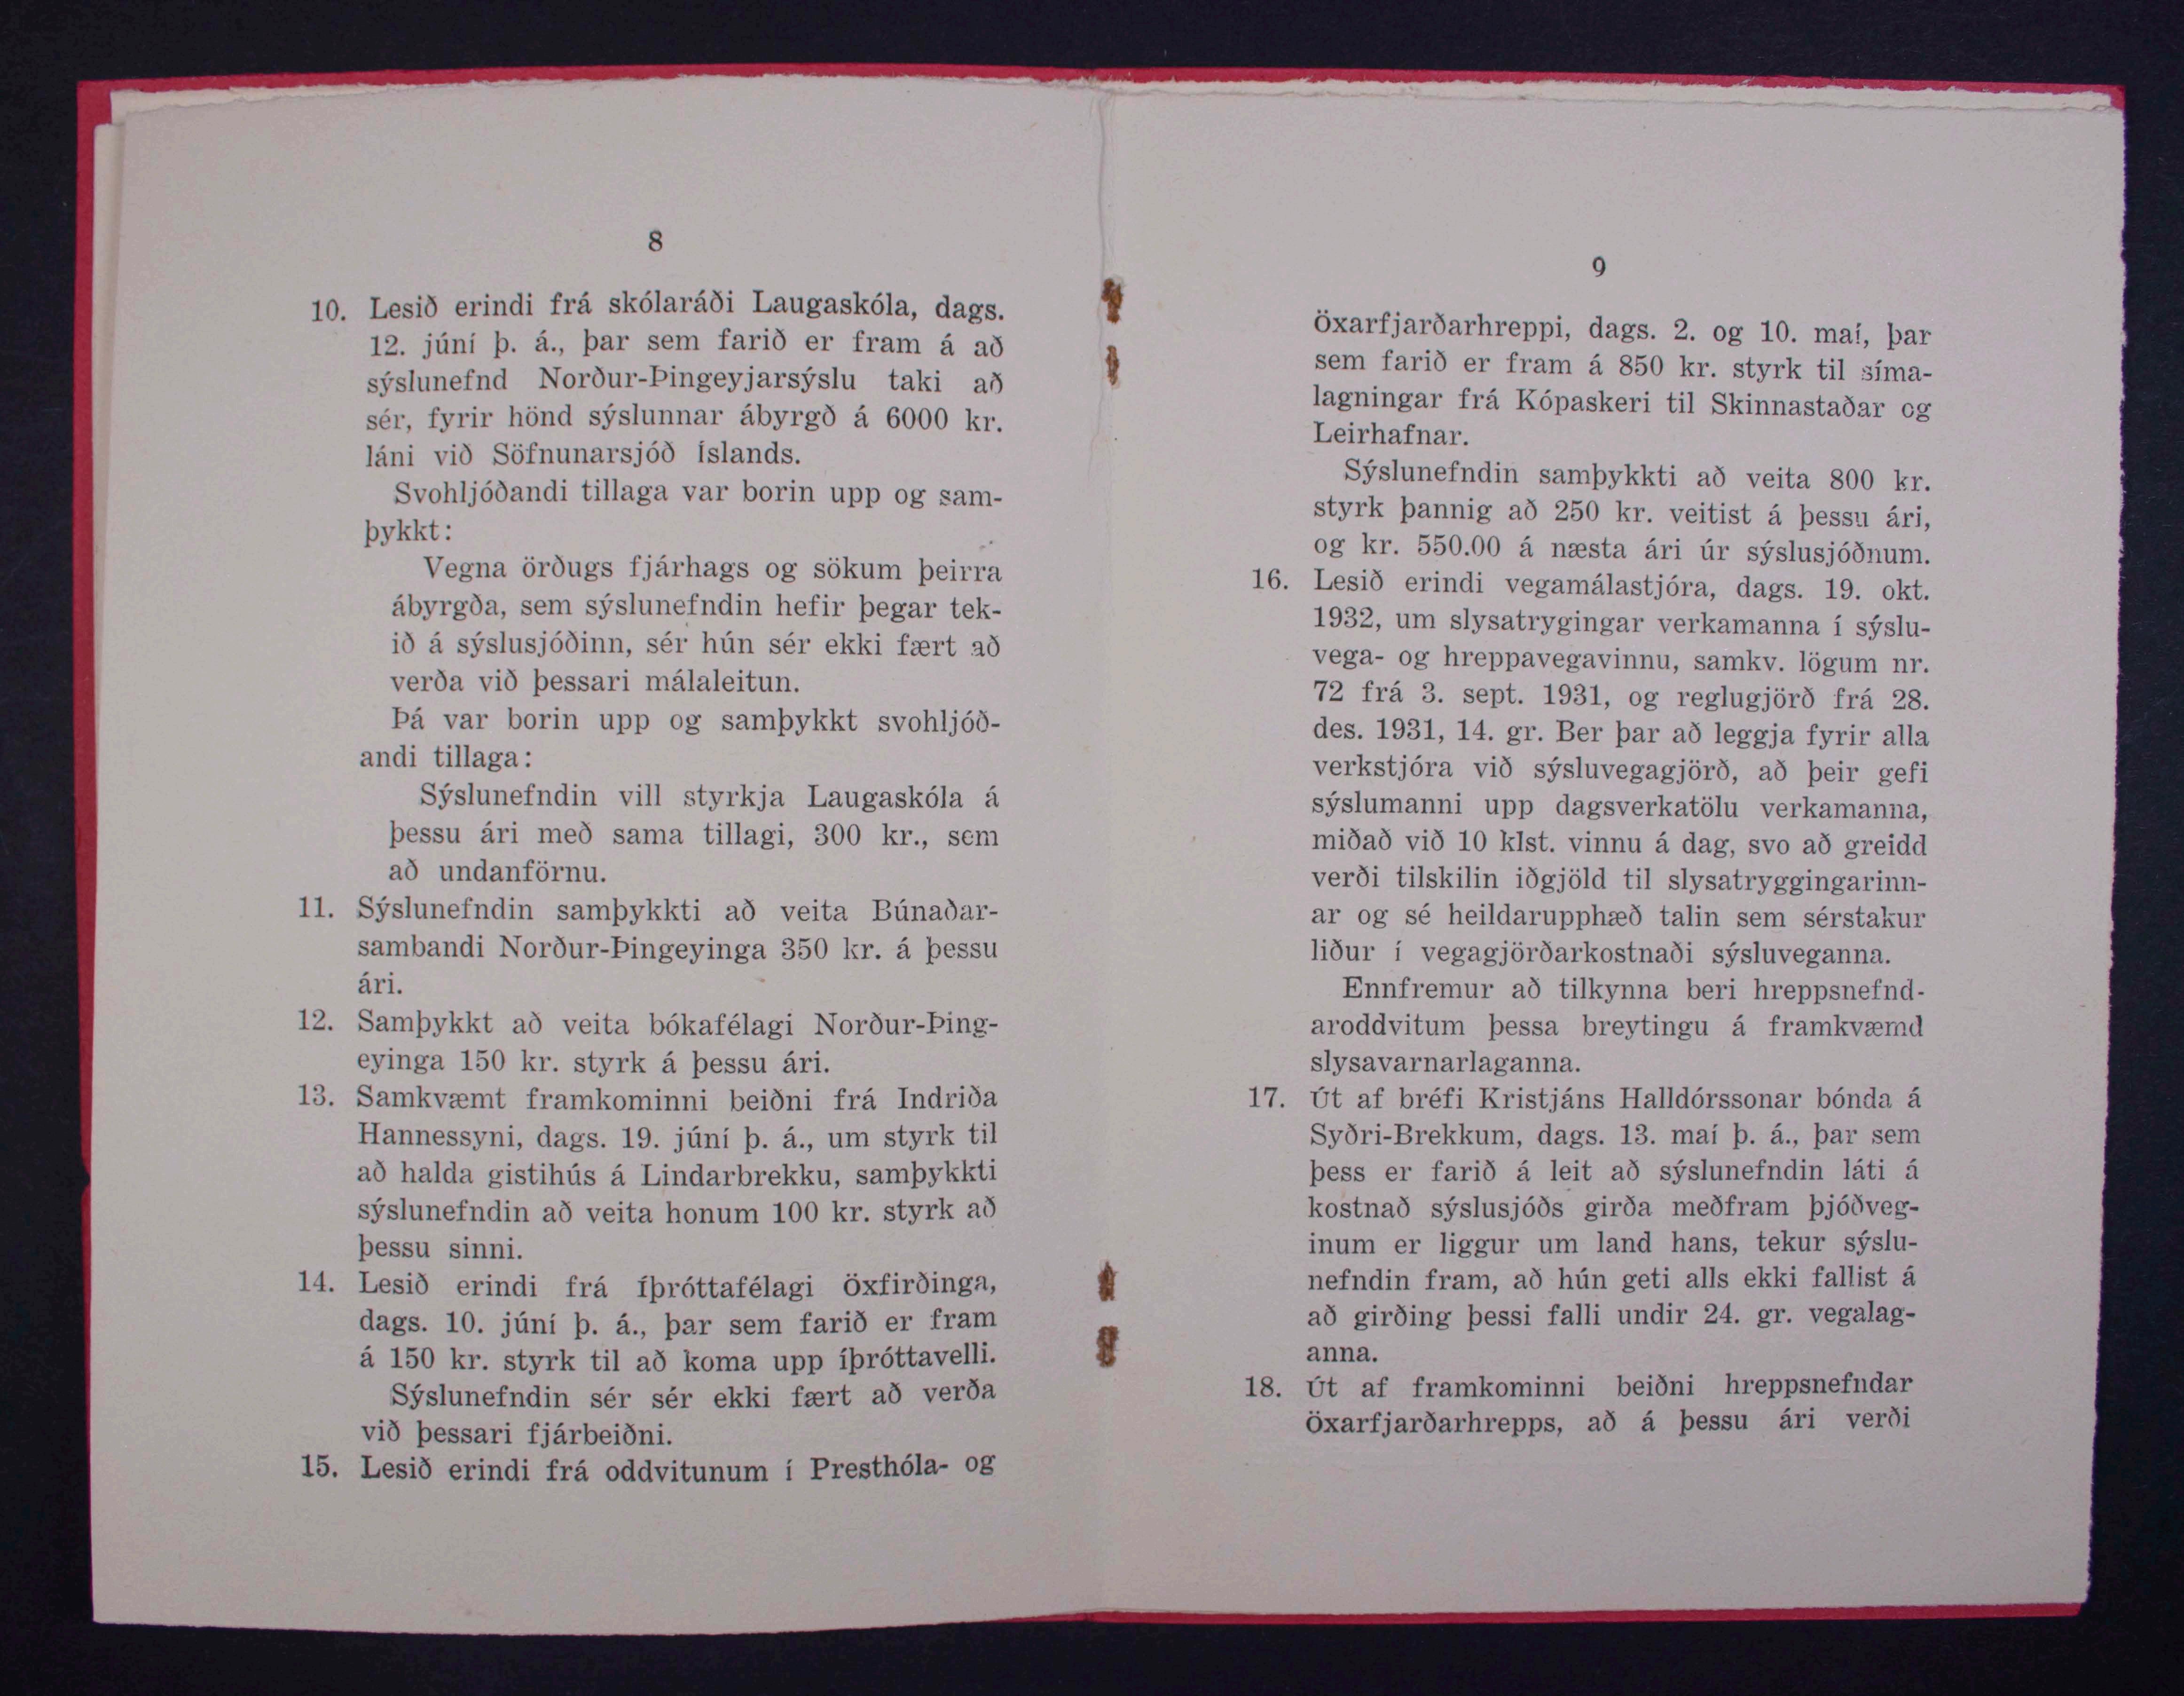 8
10. Lesið erindi frá skólaráði Laugaskóla, dags.
12. júní þ. á., þar sem farið er fram á að
sýslunefnd Norður-Þingeyjarsýslu taki að
sér, fyrir hönd sýslunnar ábyrgð á 6000 kr.
láni við Söfnunarsjóð Íslands.
Svohljóðandi tillaga var borin upp og sam-
þykkt:
Vegna örðugs fjárhags og sökum þeirra
ábyrgða, sem sýslunefndin hefir þegar tek-
ið á sýslusjóðinn, sér hún sér ekki fært að
verða við þessari málaleitun.
Þá var borin upp og samþykkt svohljóð-
andi tillaga:
Sýslunefndin vill styrkja Laugaskóla á
þessu ári með sama tillagi, 300 kr., sem
að undanförnu.
11. Sýslunefndin samþykkti að veita Búnaðar-
sambandi Norður-Þingeyinga 350 kr. á þessu
ári.
12. Samþykkt að veita bókafélagi Norður-Þing-
eyinga 150 kr. styrk á þessu ári.
13. Samkvæmt framkominni beiðni frá Indriða
Hannessyni, dags. 19. júní þ. á., um styrk til
að halda gistihús á Lindarbrekku, samþykkti
sýslunefndin að veita honum 100 kr. styrk að
þessu sinni.
14. Lesið erindi frá Íþróttafélagi Öxfirðinga,
dags. 10. júní þ. á., þar sem farið er fram
á 150 kr. styrk til að koma upp íþróttavelli.
Sýslunefndin sér sér ekki fært að verða
við þessari fjárbeiðni.
15. Lesið erindi frá oddvitunum í Presthóla- og
9
Öxarfjarðarhreppi, dags. 2. og 10. maí, þar
sem farið er fram á 850 kr. styrk til síma-
lagningar frá Kópaskeri til Skinnastaðar og
Leirhafnar.
Sýslunefndin samþykkti að veita 800 kr.
styrk þannig að 250 kr. veitist á þessu ári,
og kr. 550.00 á næsta ári úr sýslusjóðnum.
16. Lesið erindi vegamálastjóra, dags. 19. okt.
1932, um slysatrygingar verkamanna í sýslu-
vega- og hreppavegavinnu, samkv. lögum nr.
72 frá 3. sept. 1931, og reglugjörð frá 28.
des. 1931, 14. gr. Ber þar að leggja fyrir alla
verkstjóra við sýsluvegagjörð, að þeir gefi
sýslumanni upp dagsverkatölu verkamanna,
miðað við 10 klst. vinnu á dag, svo að greidd
verði tilskilin iðgjöld til slysatryggingarinn-
ar og sé heildarupphæð talin sem sérstakur
liður í vegagjörðarkostnaði sýsluveganna.
Ennfremur að tilkynna beri hreppsnefnd-
aroddvitum þessa breytingu á framkvæmd
slysavarnarlaganna.
17. Út af bréfi Kristjáns Halldórssonar bónda á
Syðri-Brekkum, dags. 13. maí þ. á., þar sem
þess er farið á leit að sýslunefndin láti á
kostnað sýslusjóðs girða meðfram þjóðveg-
inum er liggur um land hans, tekur sýslu-
nefndin fram, að hún geti alls ekki fallist á
að girðing þessi falli undir 24. gr. vegalag-
anna.
18. Út af framkominni beiðni hreppsnefndar
Öxarfjarðarhrepps, að á þessu ári verði